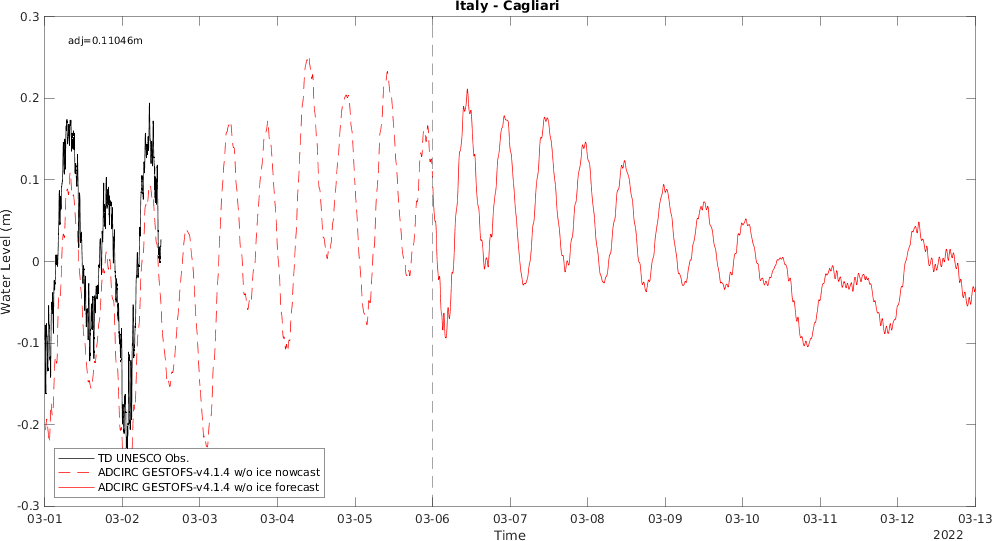 Italy - Cagliari
adj=0.11046m
0.3
0.2
0.1
0
-0.1
-0.2
-0.3
Water Level (m)
TD UNESCO Obs.
ADCIRC GESTOFS-v4.1.4 w/o ice nowcast
ADCIRC GESTOFS-v4.1.4 w/o ice forecast
03-01 03-02 03-03 03-04 03-05 03-06 03-07 03-08 03-09 03-10 03-11 03-12 03-13
Time
2022